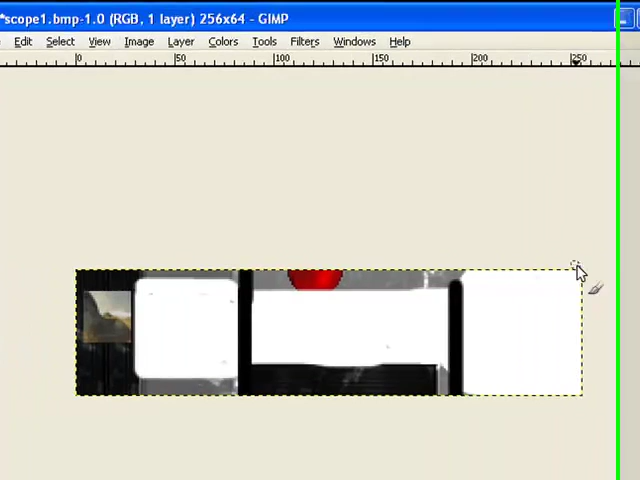 *scope1.bmp-1.0 (RGB, 1 layer) 256x64 - GIMP
Edit Select View Image Layer Colors Tools Filters Windows Help
0 50 100 150 200 250